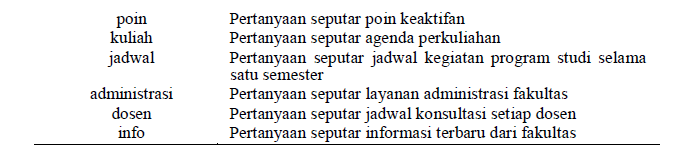 poin Pertanyaan seputar poin keaktifan
kuliah Pertanyaan seputar agenda perkuliahan
jadwal Pertanyaan seputar jadwal kegiatan program studi selama
satu semester
administrasi Pertanyaan seputar layanan administrasi fakultas
dosen Pertanyaan seputar jadwal konsultasi setiap dosen
info Pertanyaan seputar informasi terbaru dari fakultas